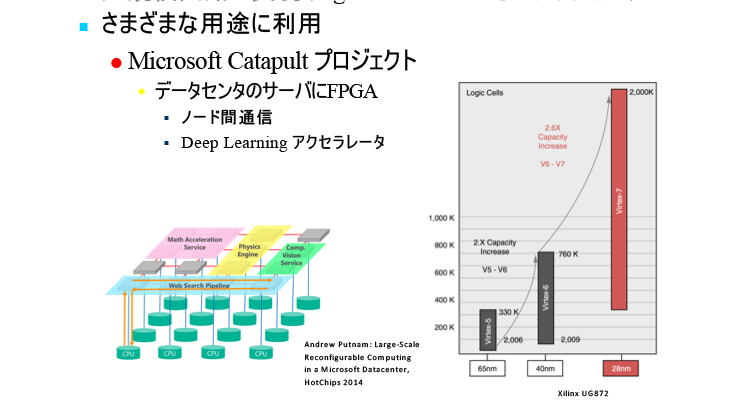 さまざまな用途に利用
Microsoft Catapult プロジェクト
データセンタのサーバにFPGA
ノード間通信
Deep Learning アクセラレータ
Math Acceleration
Service
Physics
Engine
Comp.
Vision
Service
Web Search Pipeline
CPU
CPU
CPU
CPU
Andrew Putnam: Large-Scale
Reconfigurable Computing
in a Microsoft Datacenter,
HotChips 2014
Logic Cells
2,000K
2.6X
Capacity
Increase
V6 - V7
Virtex-7
1,000 K
800 K
600 K
400 K
200 K
2.X Capacity
Increase
V5 - V6
760 K
Virtex-6
330 K
Virtex-5
2,006
2,009
65nm
40nm
28nm
Xilinx UG872